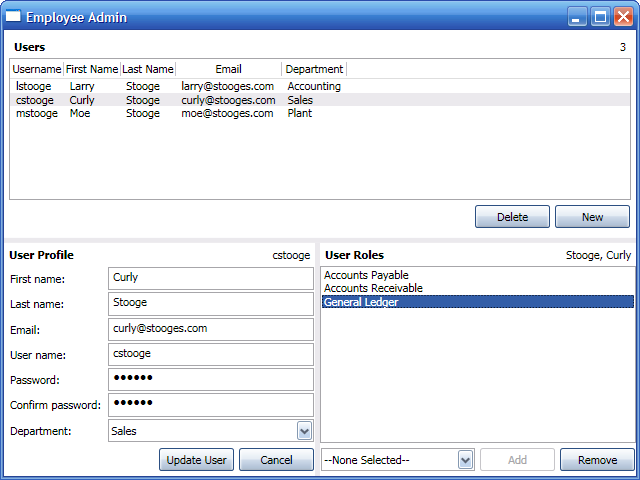 Employee Admin
Users 3
Username First Name Last Name Email Department
lstooge Larry Stooge larry@stooges.com Accounting
cstooge Curly Stooge curly@stooges.com Sales
mstooge Moe Stooge moe@stooges.com Plant
Delete New
User Profile cstooge
First name: Curly
Last name: Stooge
Email: curly@stooges.com
User name: cstooge
Password: ••••••
Confirm password: ••••••
Department: Sales
Update User Cancel
User Roles Stooge, Curly
Accounts Payable
Accounts Receivable
General Ledger
--None Selected-- Add Remove